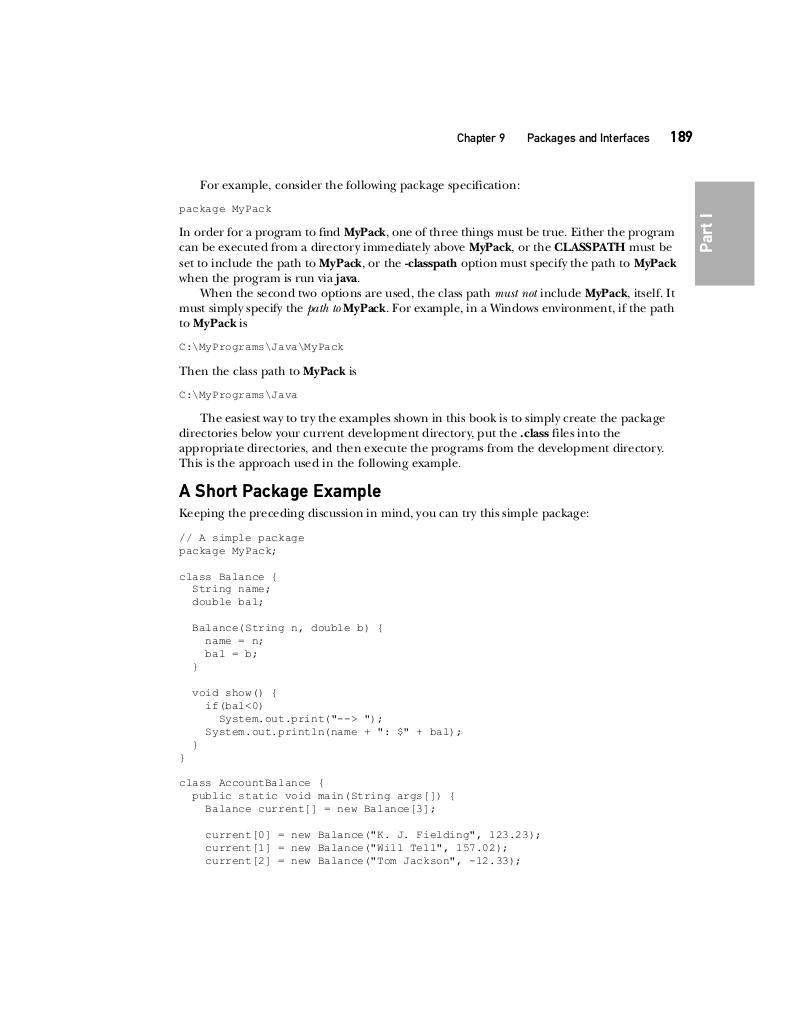 Chapter 9 Packages and Interfaces 189
Part I
For example, consider the following package specification:
package MyPack
In order for a program to find MyPack, one of three things must be true. Either the program
can be executed from a directory immediately above MyPack, or the CLASSPATH must be
set to include the path to MyPack, or the -classpath option must specify the path to MyPack
when the program is run via java.
When the second two options are used, the class path must not include MyPack, itself. It
must simply specify the path to MyPack. For example, in a Windows environment, if the path
to MyPack is
C:\MyPrograms\Java\MyPack
Then the class path to MyPack is
C:\MyPrograms\Java
The easiest way to try the examples shown in this book is to simply create the package
directories below your current development directory, put the .class files into the
appropriate directories, and then execute the programs from the development directory.
This is the approach used in the following example.
A Short Package Example
Keeping the preceding discussion in mind, you can try this simple package:
// A simple package
package MyPack;
class Balance {
  String name;
  double bal;
  Balance(String n, double b) {
    name = n;
    bal = b;
  }
  void show() {
    if(bal<0)
      System.out.print("--> ");
    System.out.println(name + ": $" + bal);
  }
}
class AccountBalance {
  public static void main(String args[]) {
    Balance current[] = new Balance[3];
    current[0] = new Balance("K. J. Fielding", 123.23);
    current[1] = new Balance("Will Tell", 157.02);
    current[2] = new Balance("Tom Jackson", -12.33);